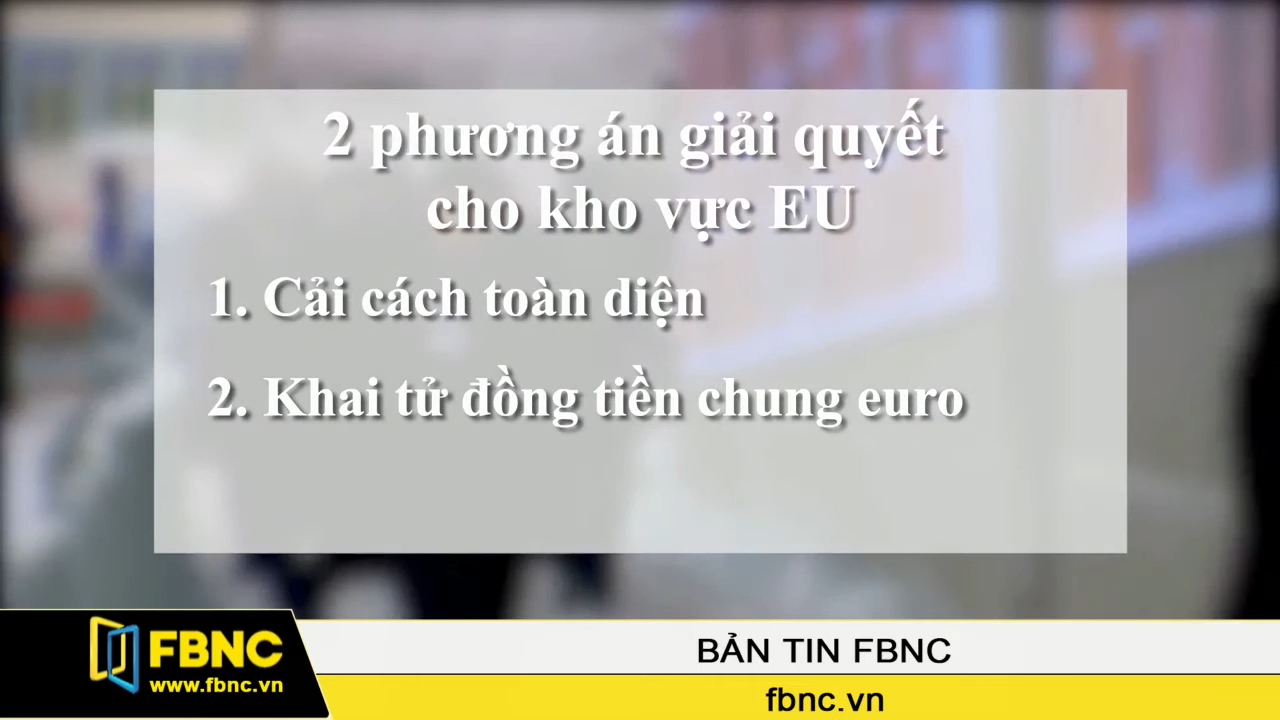 2 phương án giải quyết
cho kho vực EU
1. Cải cách toàn diện
2. Khai tử đồng tiền chung euro
FBNC
www.fbnc.vn
BẢN TIN FBNC
fbnc.vn